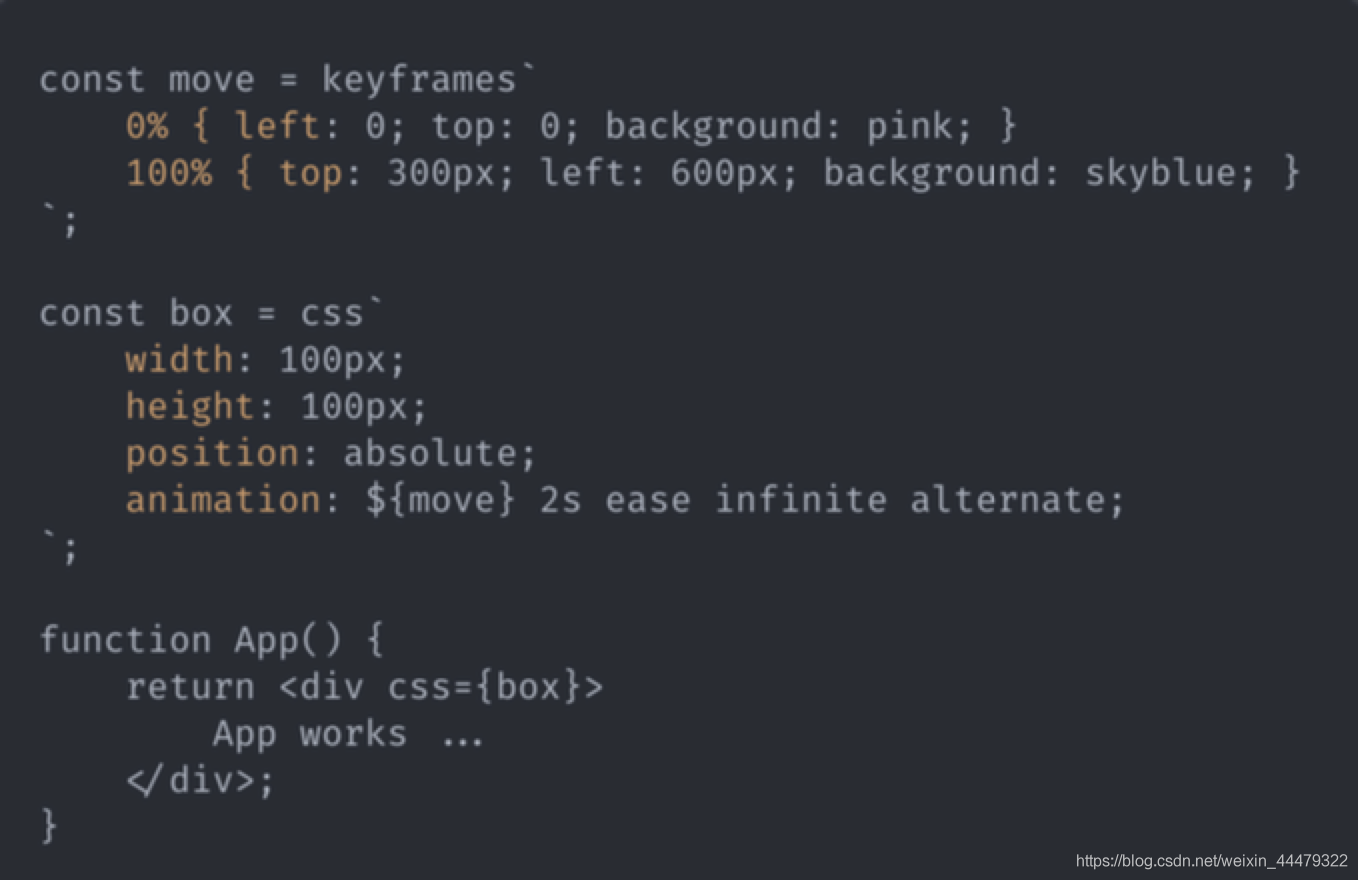 const move = keyframes`
    0% { left: 0; top: 0; background: pink; }
    100% { top: 300px; left: 600px; background: skyblue; }
`;

const box = css`
    width: 100px;
    height: 100px;
    position: absolute;
    animation: ${move} 2s ease infinite alternate;
`;

function App() {
    return <div css={box}>
        App works ...
    </div>;
}
https://blog.csdn.net/weixin_44479322